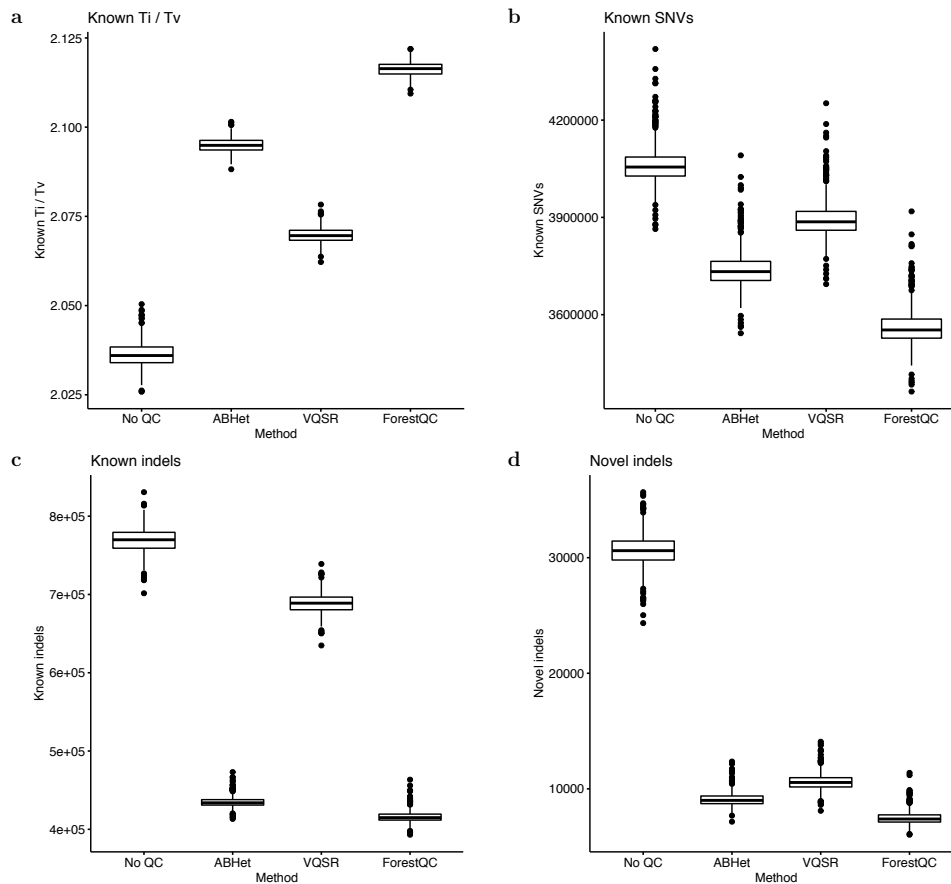 a
Known Ti / Tv
2.125
2.100
2.075
2.050
2.025
Known Ti / Tv
No QC ABHet VQSR ForestQC
Method
b
Known SNVs
4200000
3900000
3600000
Known SNVs
No QC ABHet VQSR ForestQC
Method
c
Known indels
8e+05
7e+05
6e+05
5e+05
4e+05
Known indels
No QC ABHet VQSR ForestQC
Method
d
Novel indels
30000
20000
10000
Novel indels
No QC ABHet VQSR ForestQC
Method